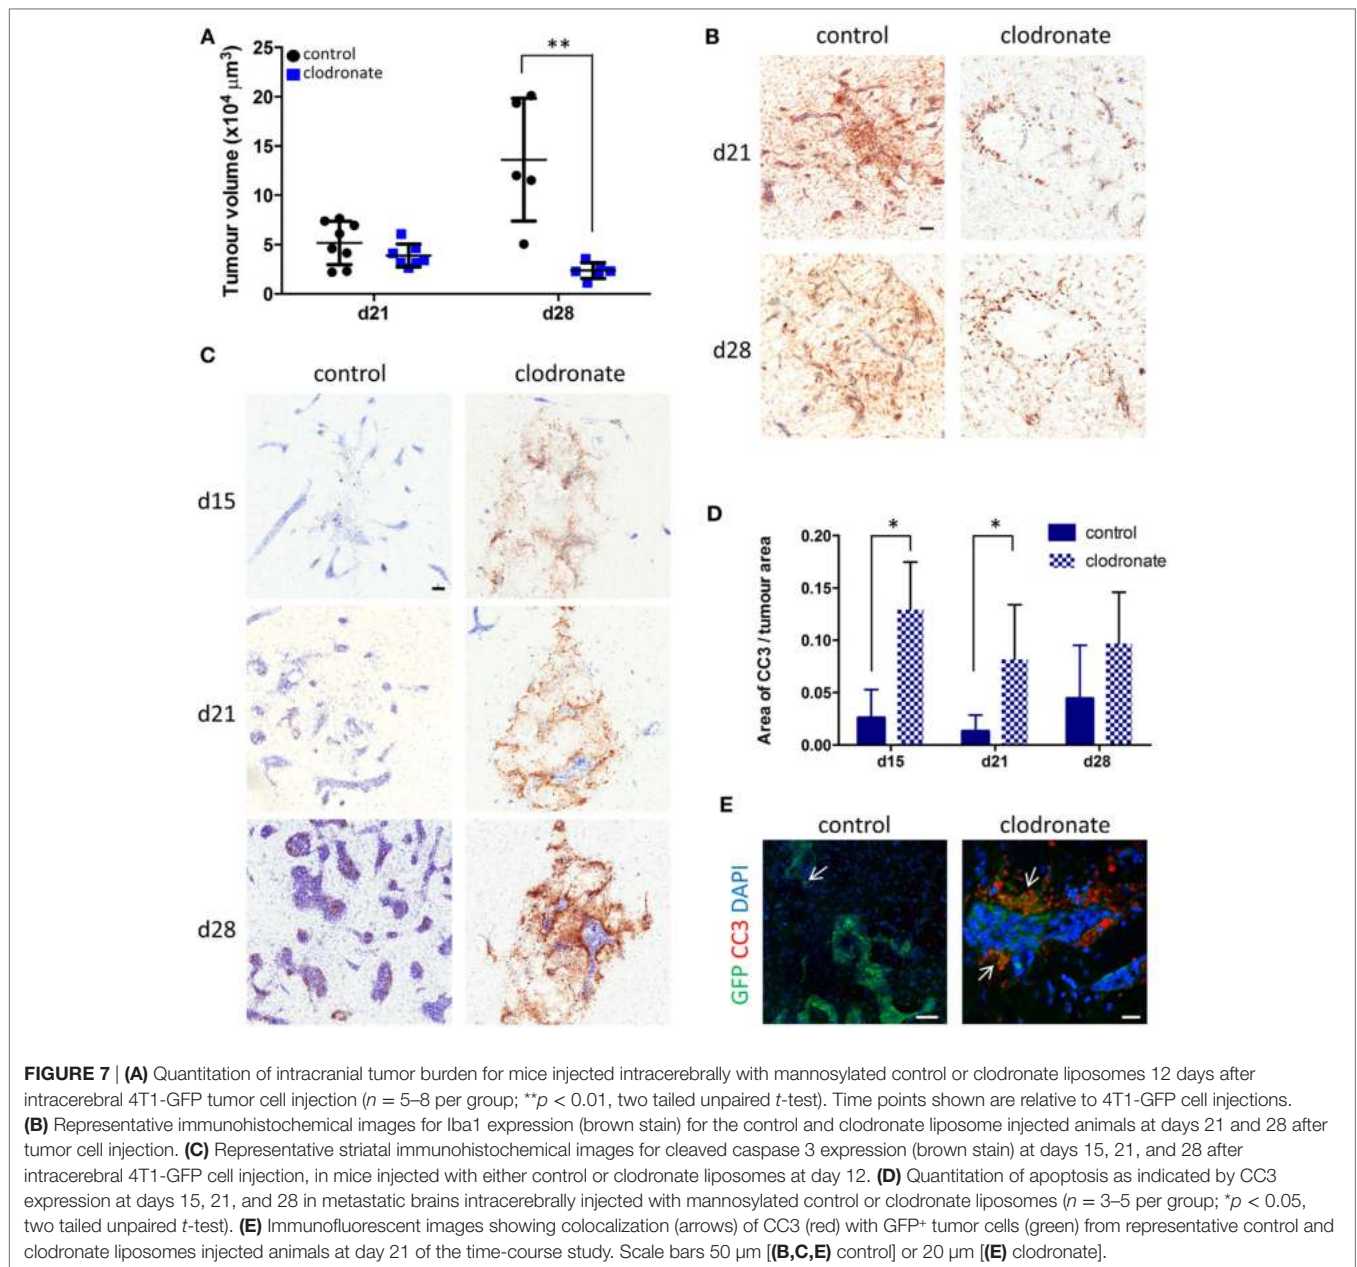 A
Tumour volume (x10⁴ μm³)
25
20
15
10
5
0
control
clodronate
**
d21
d28
B
control
clodronate
d21
d28
C
control
clodronate
d15
d21
d28
D
Area of CC3 / tumour area
0.20
0.15
0.10
0.05
0.00
*
*
control
clodronate
d15
d21
d28
E
control
clodronate
GFP CC3 DAPI
FIGURE 7 | (A) Quantitation of intracranial tumor burden for mice injected intracerebrally with mannosylated control or clodronate liposomes 12 days after
intracerebral 4T1-GFP tumor cell injection (n = 5–8 per group; **p < 0.01, two tailed unpaired t-test). Time points shown are relative to 4T1-GFP cell injections.
(B) Representative immunohistochemical images for Iba1 expression (brown stain) for the control and clodronate liposome injected animals at days 21 and 28 after
tumor cell injection. (C) Representative striatal immunohistochemical images for cleaved caspase 3 expression (brown stain) at days 15, 21, and 28 after
intracerebral 4T1-GFP cell injection, in mice injected with either control or clodronate liposomes at day 12. (D) Quantitation of apoptosis as indicated by CC3
expression at days 15, 21, and 28 in metastatic brains intracerebrally injected with mannosylated control or clodronate liposomes (n = 3–5 per group; *p < 0.05,
two tailed unpaired t-test). (E) Immunofluorescent images showing colocalization (arrows) of CC3 (red) with GFP⁺ tumor cells (green) from representative control and
clodronate liposomes injected animals at day 21 of the time-course study. Scale bars 50 μm [(B,C,E) control] or 20 μm [(E) clodronate].